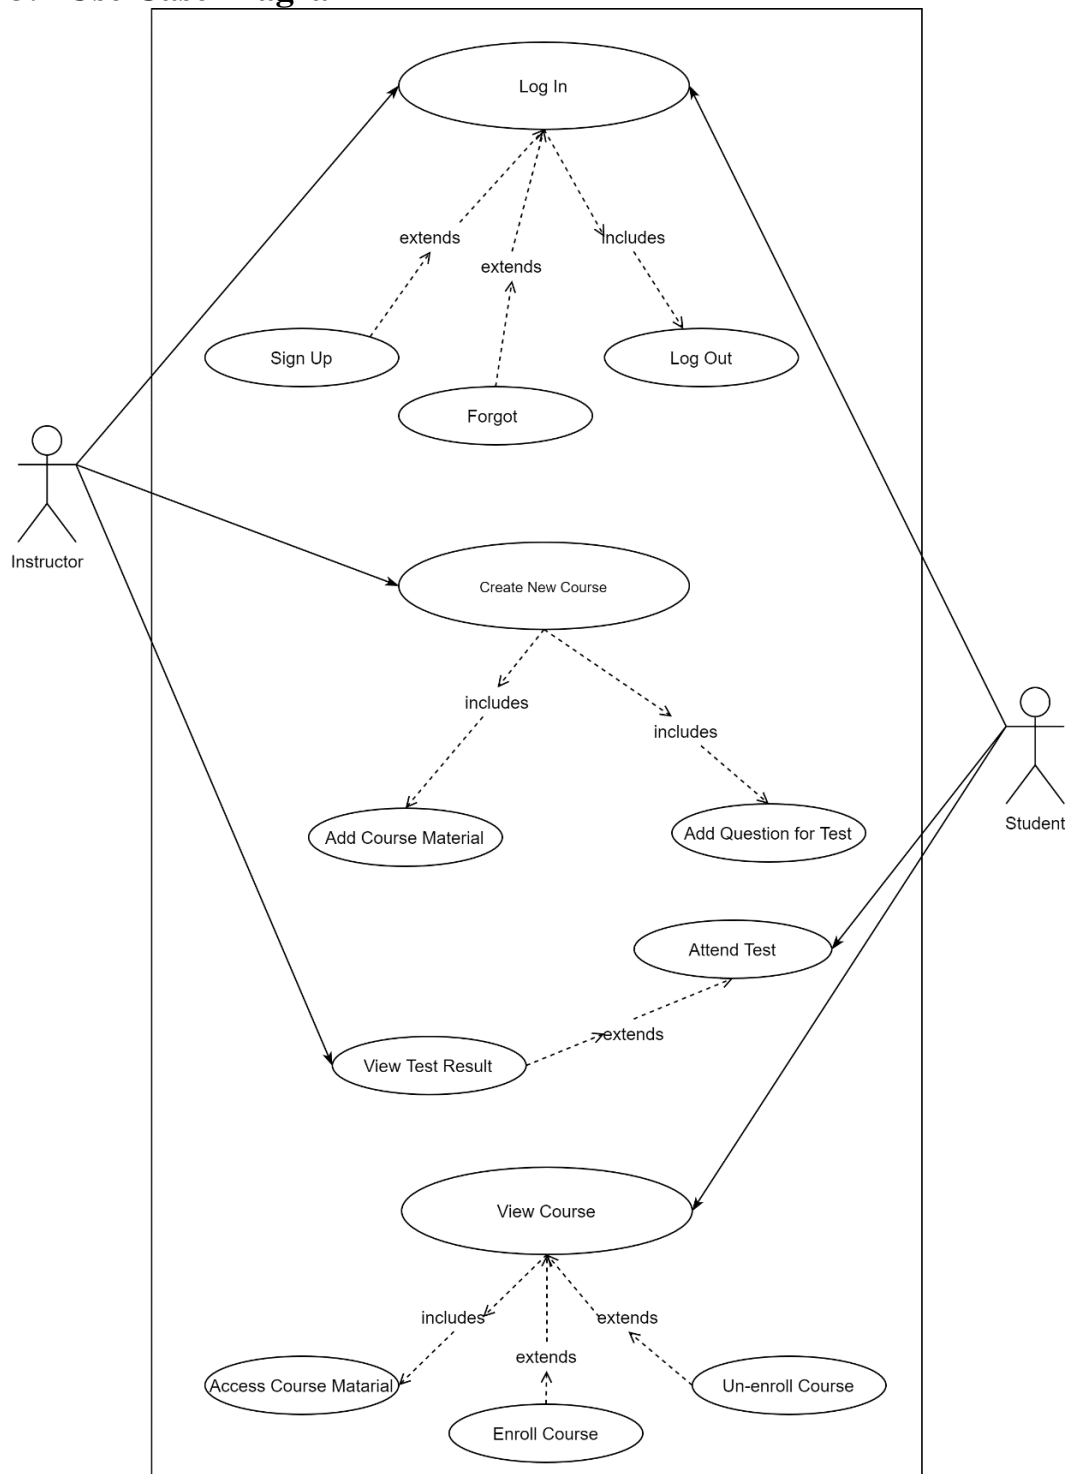 Log In
extends
includes
extends
Sign Up
Log Out
Forgot
Instructor
Create New Course
includes
includes
Add Course Material
Add Question for Test
Student
Attend Test
extends
View Test Result
View Course
includes
extends
extends
Access Course Matarial
Un-enroll Course
Enroll Course